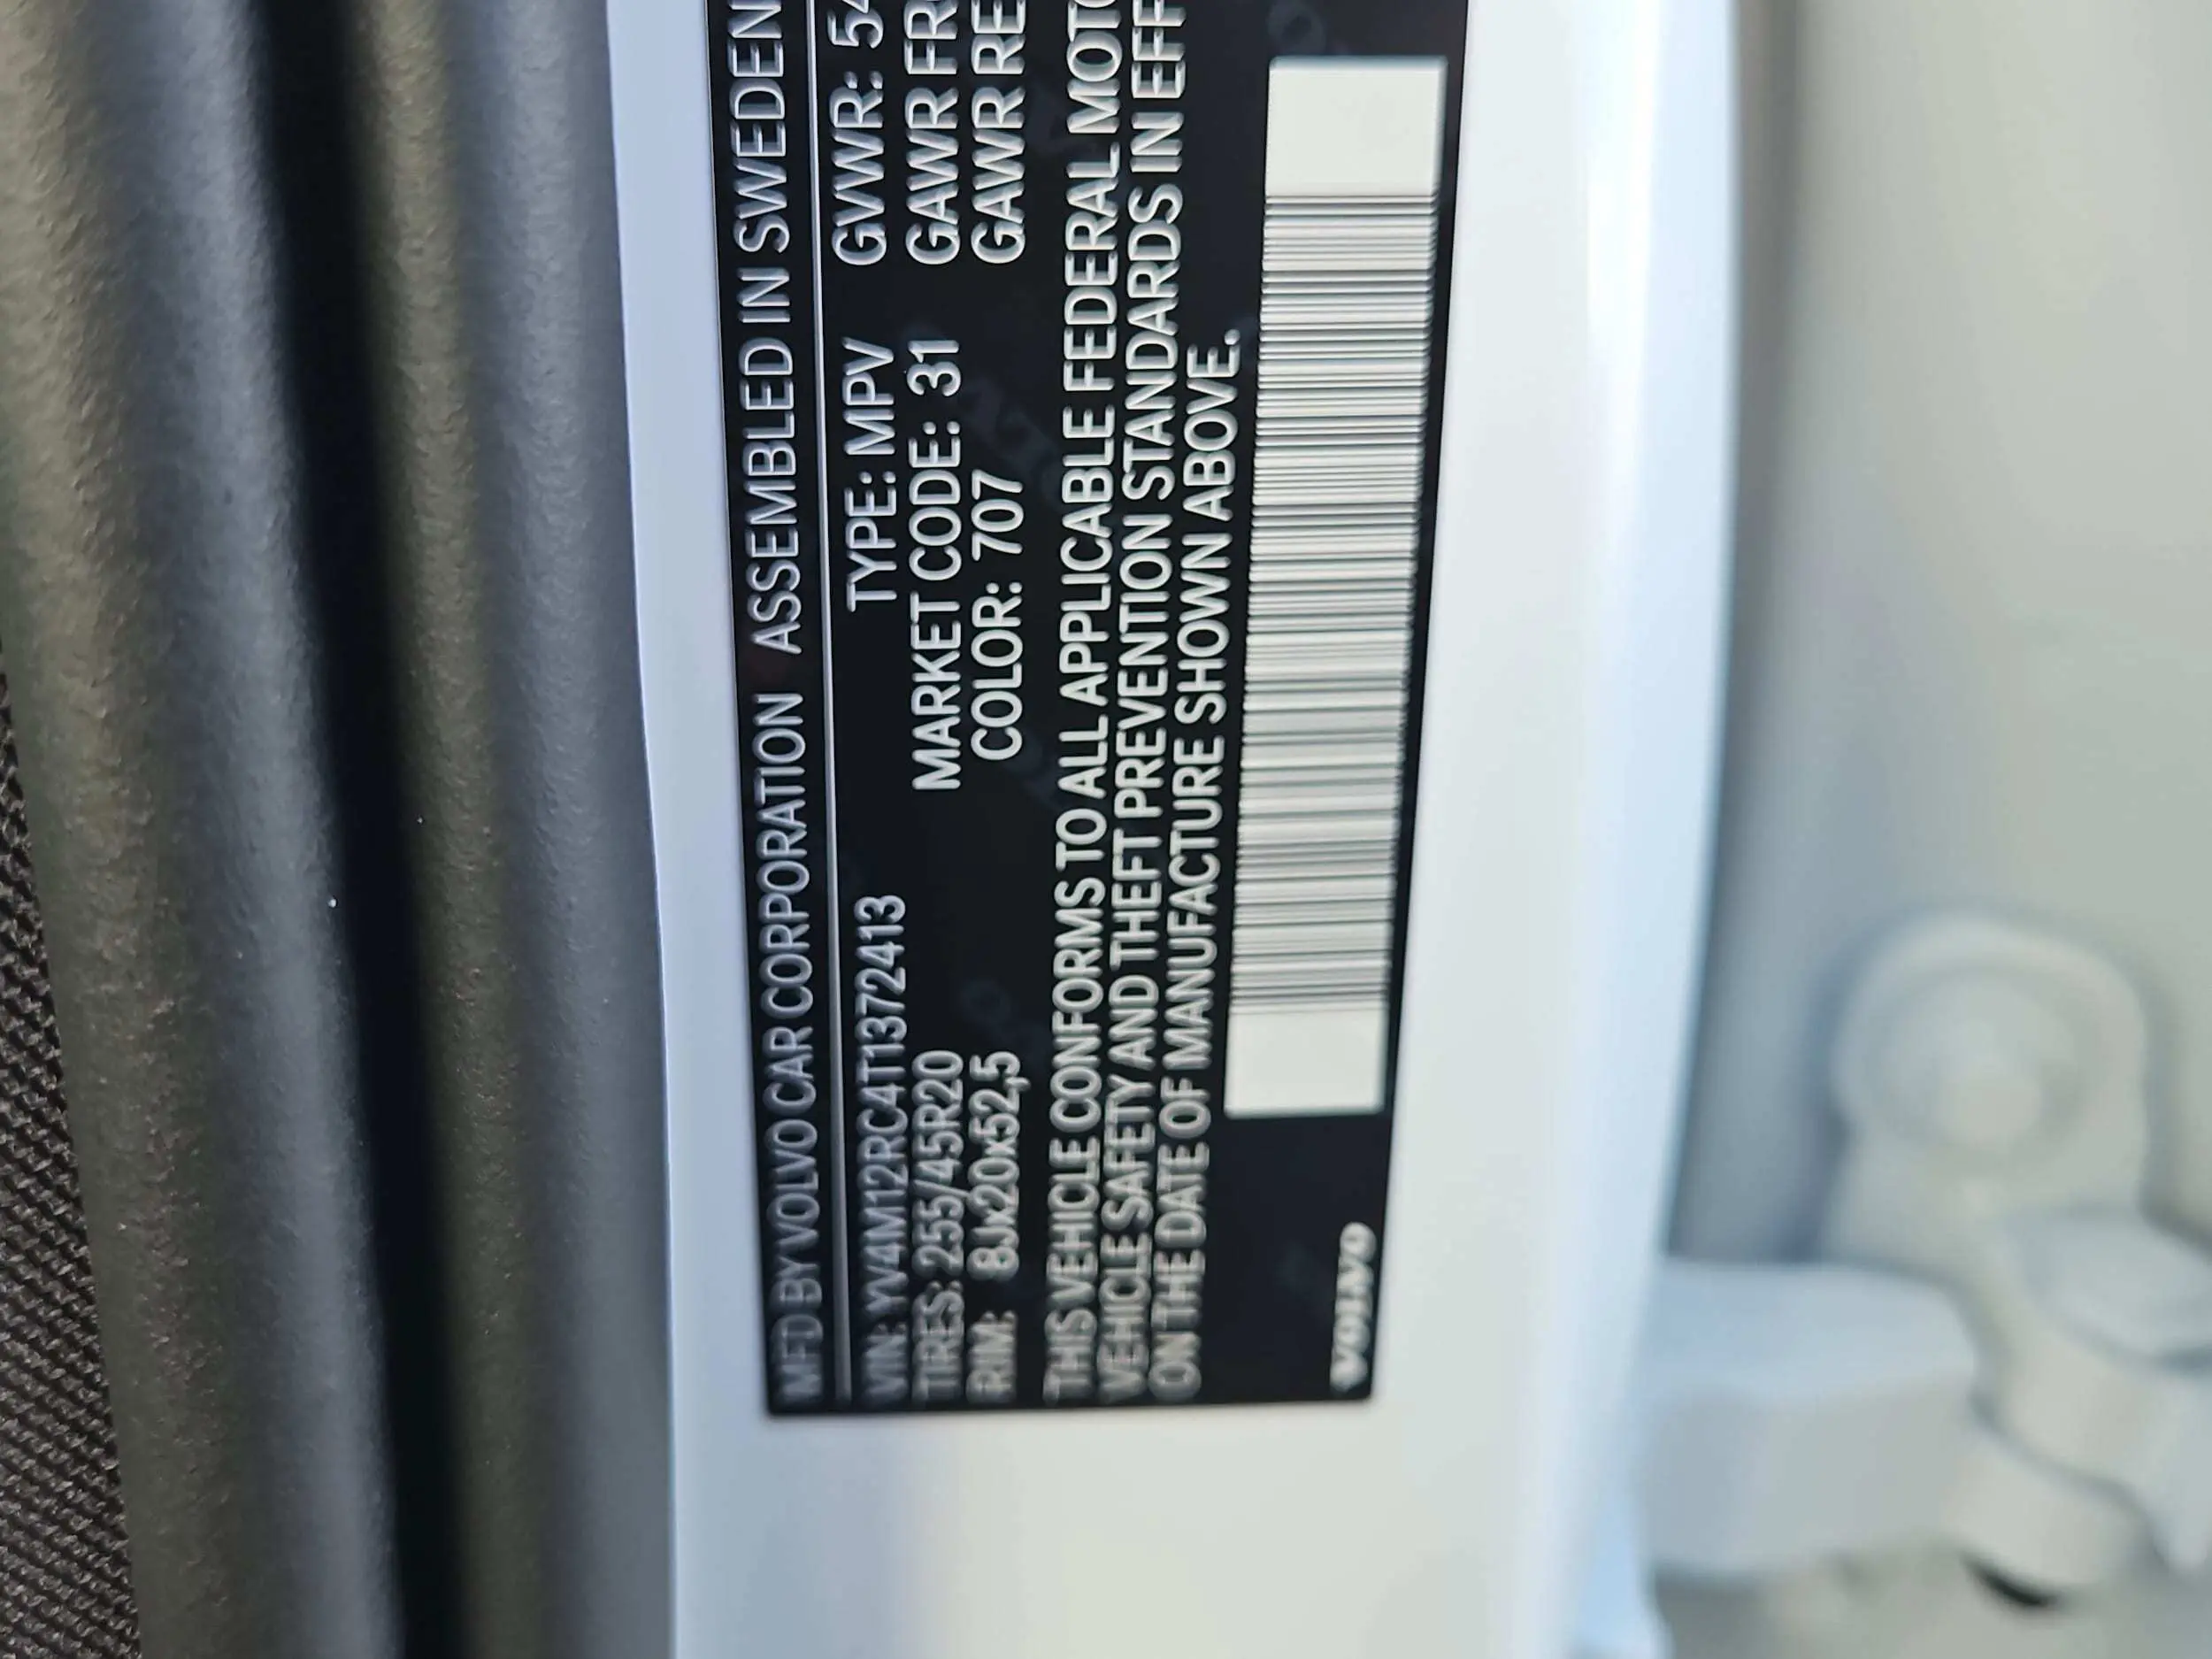 MFD BY VOLVO CAR CORPORATION ASSEMBLED IN SWEDEN
VIN: YV4M12RC4T1372413 TYPE: MPV GVWR: 54
TIRES: 255/45R20 MARKET CODE: 31 GAWR FR
RIM: 8Jx20x52,5 COLOR: 707 GAWR RE
THIS VEHICLE CONFORMS TO ALL APPLICABLE FEDERAL MOTO
VEHICLE SAFETY AND THEFT PREVENTION STANDARDS IN EFF
ON THE DATE OF MANUFACTURE SHOWN ABOVE.
VOLVO